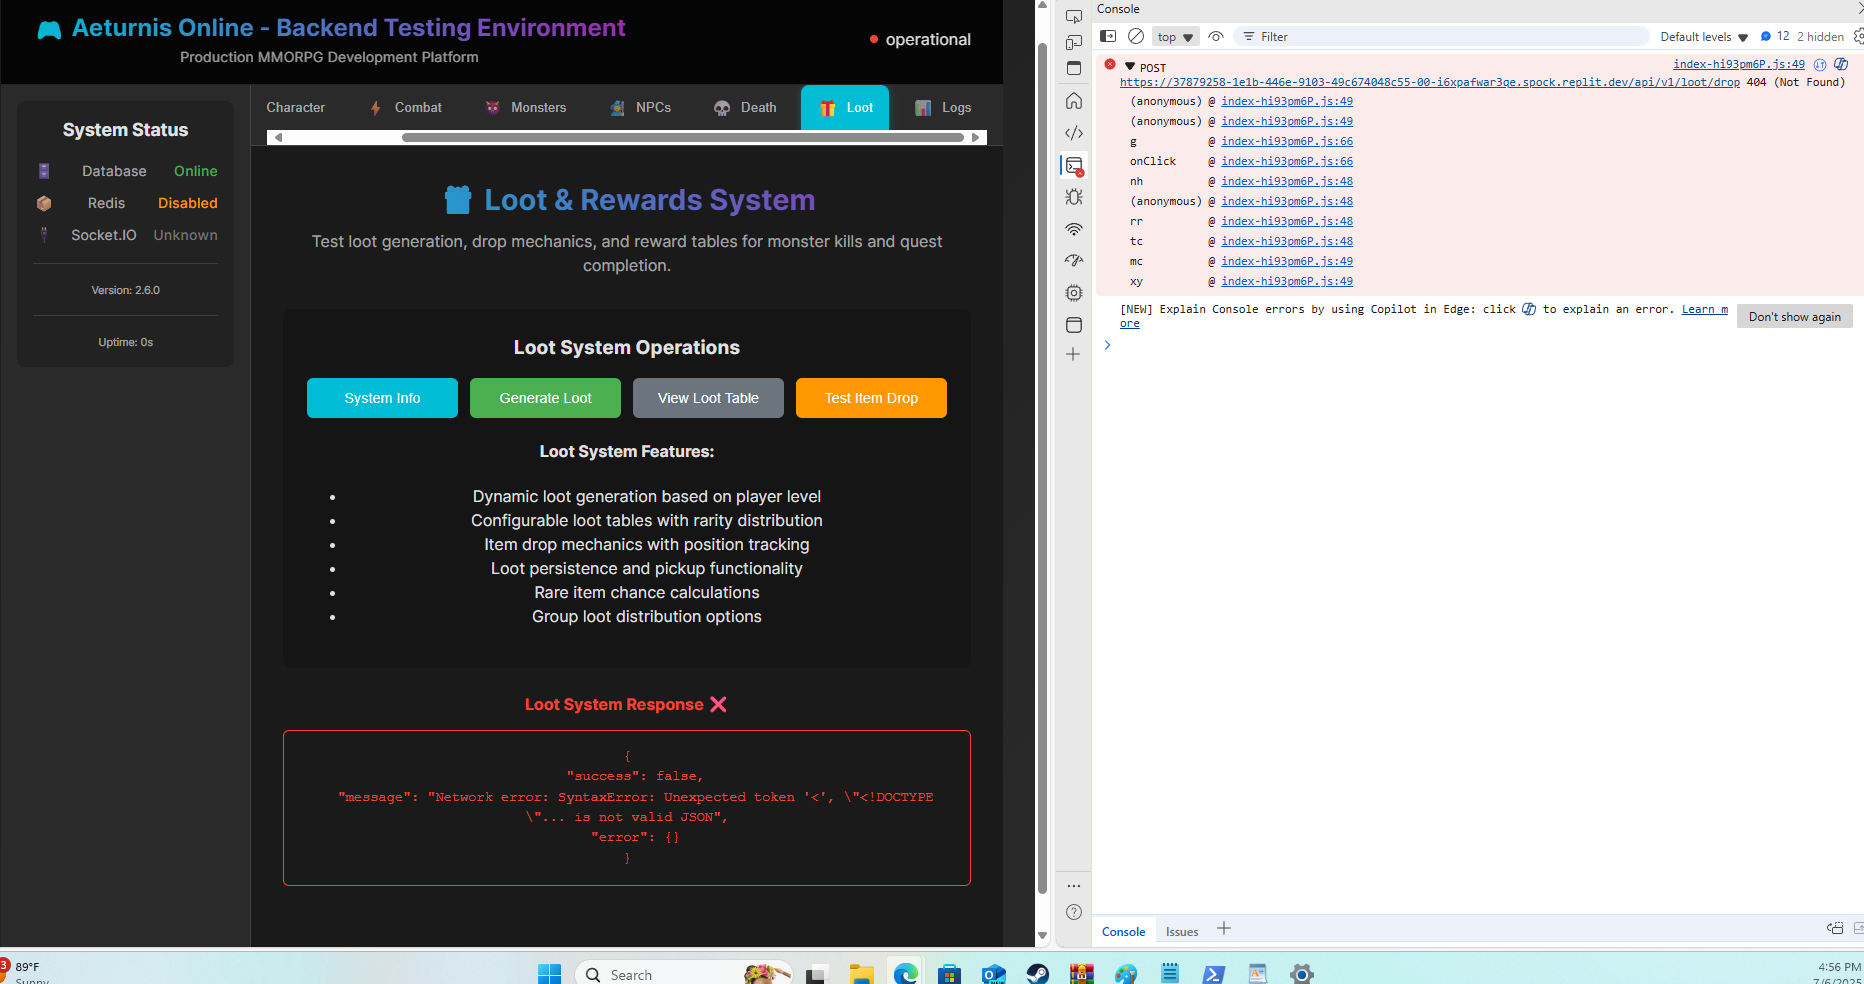 Aeturnis Online - Backend Testing Environment
Production MMORPG Development Platform
operational
System Status
Database Online
Redis Disabled
Socket.IO Unknown
Version: 2.6.0
Uptime: 0s
Character Combat Monsters NPCs Death Loot Logs
Loot & Rewards System
Test loot generation, drop mechanics, and reward tables for monster kills and quest
completion.
Loot System Operations
System Info Generate Loot View Loot Table Test Item Drop
Loot System Features:
Dynamic loot generation based on player level
Configurable loot tables with rarity distribution
Item drop mechanics with position tracking
Loot persistence and pickup functionality
Rare item chance calculations
Group loot distribution options
Loot System Response ❌
{
"success": false,
"message": "Network error: SyntaxError: Unexpected token '<', \"<!DOCTYPE
\"... is not valid JSON",
"error": {}
}
Console
top Filter Default levels 12 2 hidden
POST index-hi93pm6P.js:49
https://37879258-1e1b-446e-9103-49c674048c55-00-i6xpafwar3qe.spock.replit.dev/api/v1/loot/drop 404 (Not Found)
(anonymous) @ index-hi93pm6P.js:49
(anonymous) @ index-hi93pm6P.js:49
g @ index-hi93pm6P.js:66
onClick @ index-hi93pm6P.js:66
nh @ index-hi93pm6P.js:48
(anonymous) @ index-hi93pm6P.js:48
rr @ index-hi93pm6P.js:48
tc @ index-hi93pm6P.js:48
mc @ index-hi93pm6P.js:49
xy @ index-hi93pm6P.js:49
[NEW] Explain Console errors by using Copilot in Edge: click to explain an error. Learn m
ore
Don't show again
Console Issues
3
89°F
Sunny
Search
4:56 PM
7/6/2025